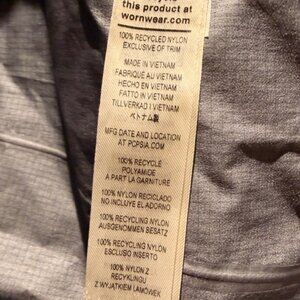 this product at
wornwear.com
100% RECYCLED NYLON
EXCLUSIVE OF TRIM
MADE IN VIETNAM
FABRIQUÉ AU VIETNAM
HECHO EN VIETNAM
FATTO IN VIETNAM
TILLVERKAD I VIETNAM
ベトナム製
MFG DATE AND LOCATION
AT PCPSIA.COM
100% RECYCLÉ
POLYAMIDE
À PART LA GARNITURE
100% NYLON RECICLADO
NO INCLUYE EL ADORNO
100% RECYCLING NYLON
AUSGENOMMEN BESATZ
100% RECYCLING NYLON
ESCLUSO INSERTO
100% NYLON Z
RECYKLINGU
Z WYJĄTKIEM LAMÓWEK